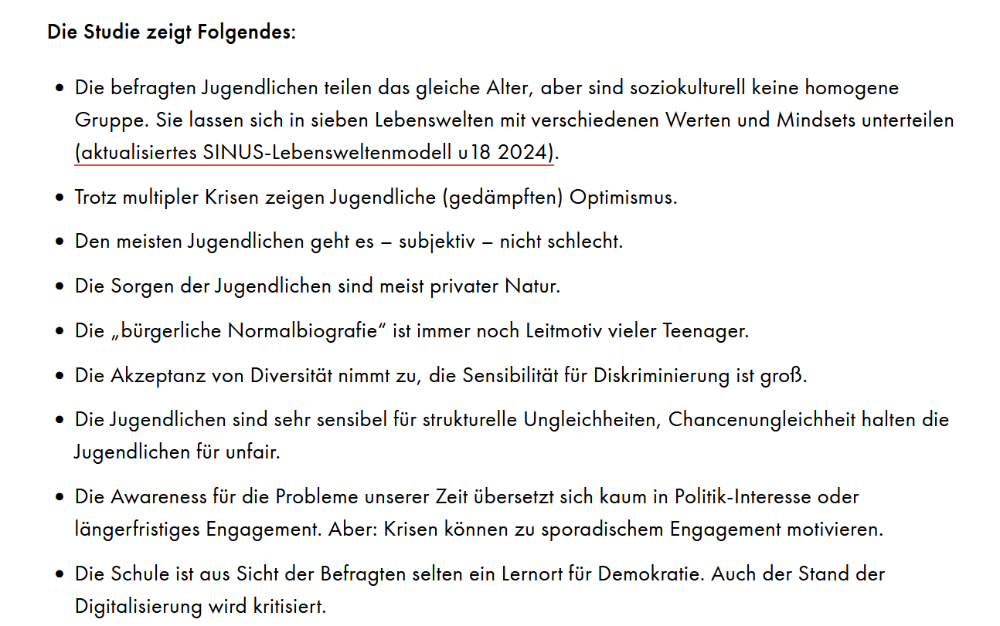 Die Studie zeigt Folgendes:
• Die befragten Jugendlichen teilen das gleiche Alter, aber sind soziokulturell keine homogene
Gruppe. Sie lassen sich in sieben Lebenswelten mit verschiedenen Werten und Mindsets unterteilen
(aktualisiertes SINUS-Lebensweltenmodell u18 2024).
• Trotz multipler Krisen zeigen Jugendliche (gedämpften) Optimismus.
• Den meisten Jugendlichen geht es – subjektiv – nicht schlecht.
• Die Sorgen der Jugendlichen sind meist privater Natur.
• Die „bürgerliche Normalbiografie“ ist immer noch Leitmotiv vieler Teenager.
• Die Akzeptanz von Diversität nimmt zu, die Sensibilität für Diskriminierung ist groß.
• Die Jugendlichen sind sehr sensibel für strukturelle Ungleichheiten, Chancenungleichheit halten die
Jugendlichen für unfair.
• Die Awareness für die Probleme unserer Zeit übersetzt sich kaum in Politik-Interesse oder
längerfristiges Engagement. Aber: Krisen können zu sporadischem Engagement motivieren.
• Die Schule ist aus Sicht der Befragten selten ein Lernort für Demokratie. Auch der Stand der
Digitalisierung wird kritisiert.